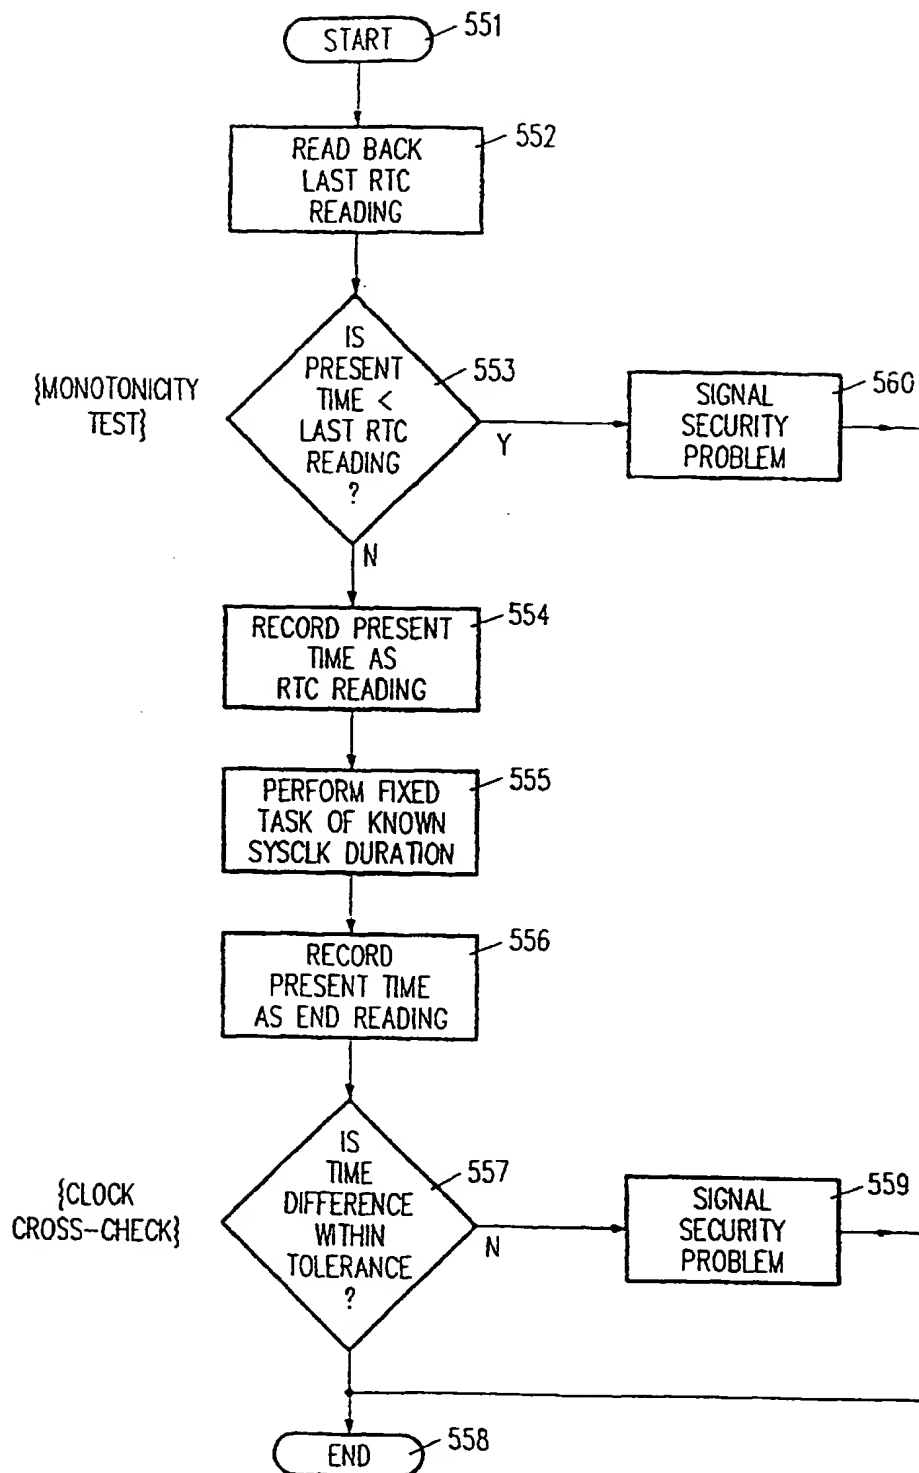 START
551
READ BACK
LAST RTC
READING
552
{MONOTONICITY
TEST}
IS
PRESENT
TIME <
LAST RTC
READING
?
553
Y
N
SIGNAL
SECURITY
PROBLEM
560
RECORD PRESENT
TIME AS
RTC READING
554
PERFORM FIXED
TASK OF KNOWN
SYSCLK DURATION
555
RECORD
PRESENT TIME
AS END READING
556
{CLOCK
CROSS-CHECK}
IS
TIME
DIFFERENCE
WITHIN
TOLERANCE
?
557
N
SIGNAL
SECURITY
PROBLEM
559
END
558